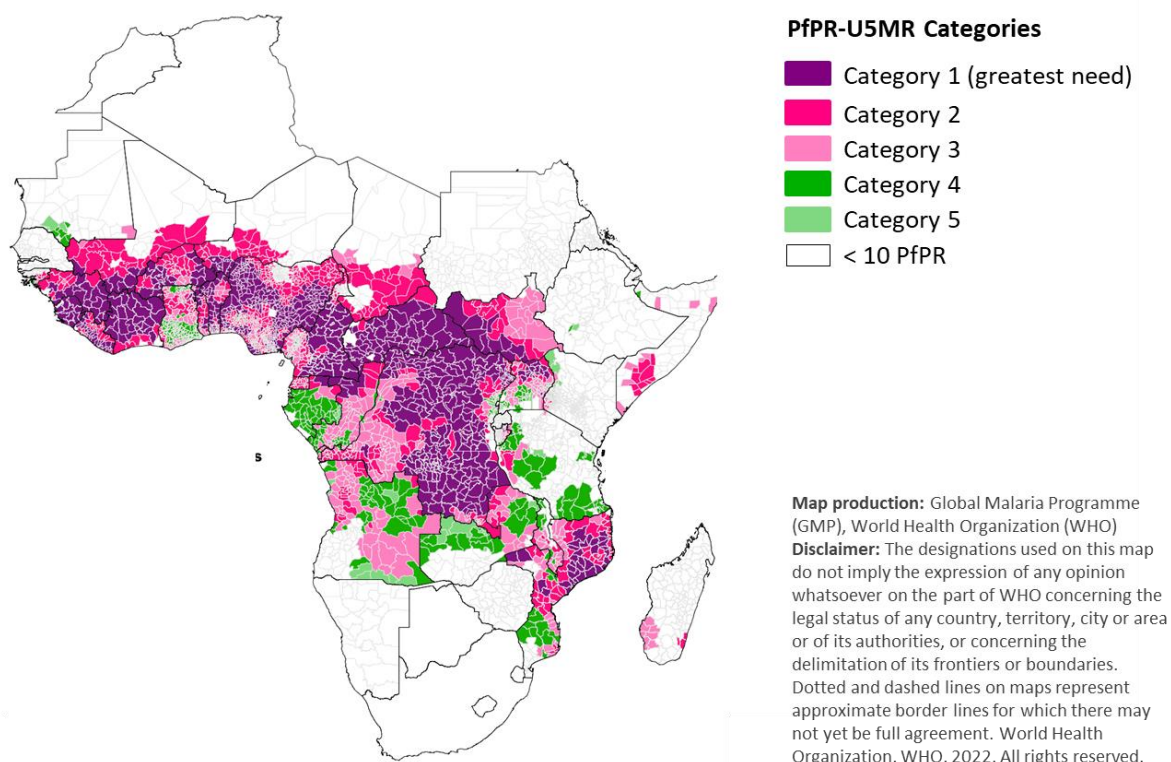 PfPR-U5MR Categories
Category 1 (greatest need)
Category 2
Category 3
Category 4
Category 5
< 10 PfPR
s
Map production: Global Malaria Programme
(GMP), World Health Organization (WHO)
Disclaimer: The designations used on this map
do not imply the expression of any opinion
whatsoever on the part of WHO concerning the
legal status of any country, territory, city or area
or of its authorities, or concerning the
delimitation of its frontiers or boundaries.
Dotted and dashed lines on maps represent
approximate border lines for which there may
not yet be full agreement. World Health
Organization, WHO, 2022. All rights reserved.